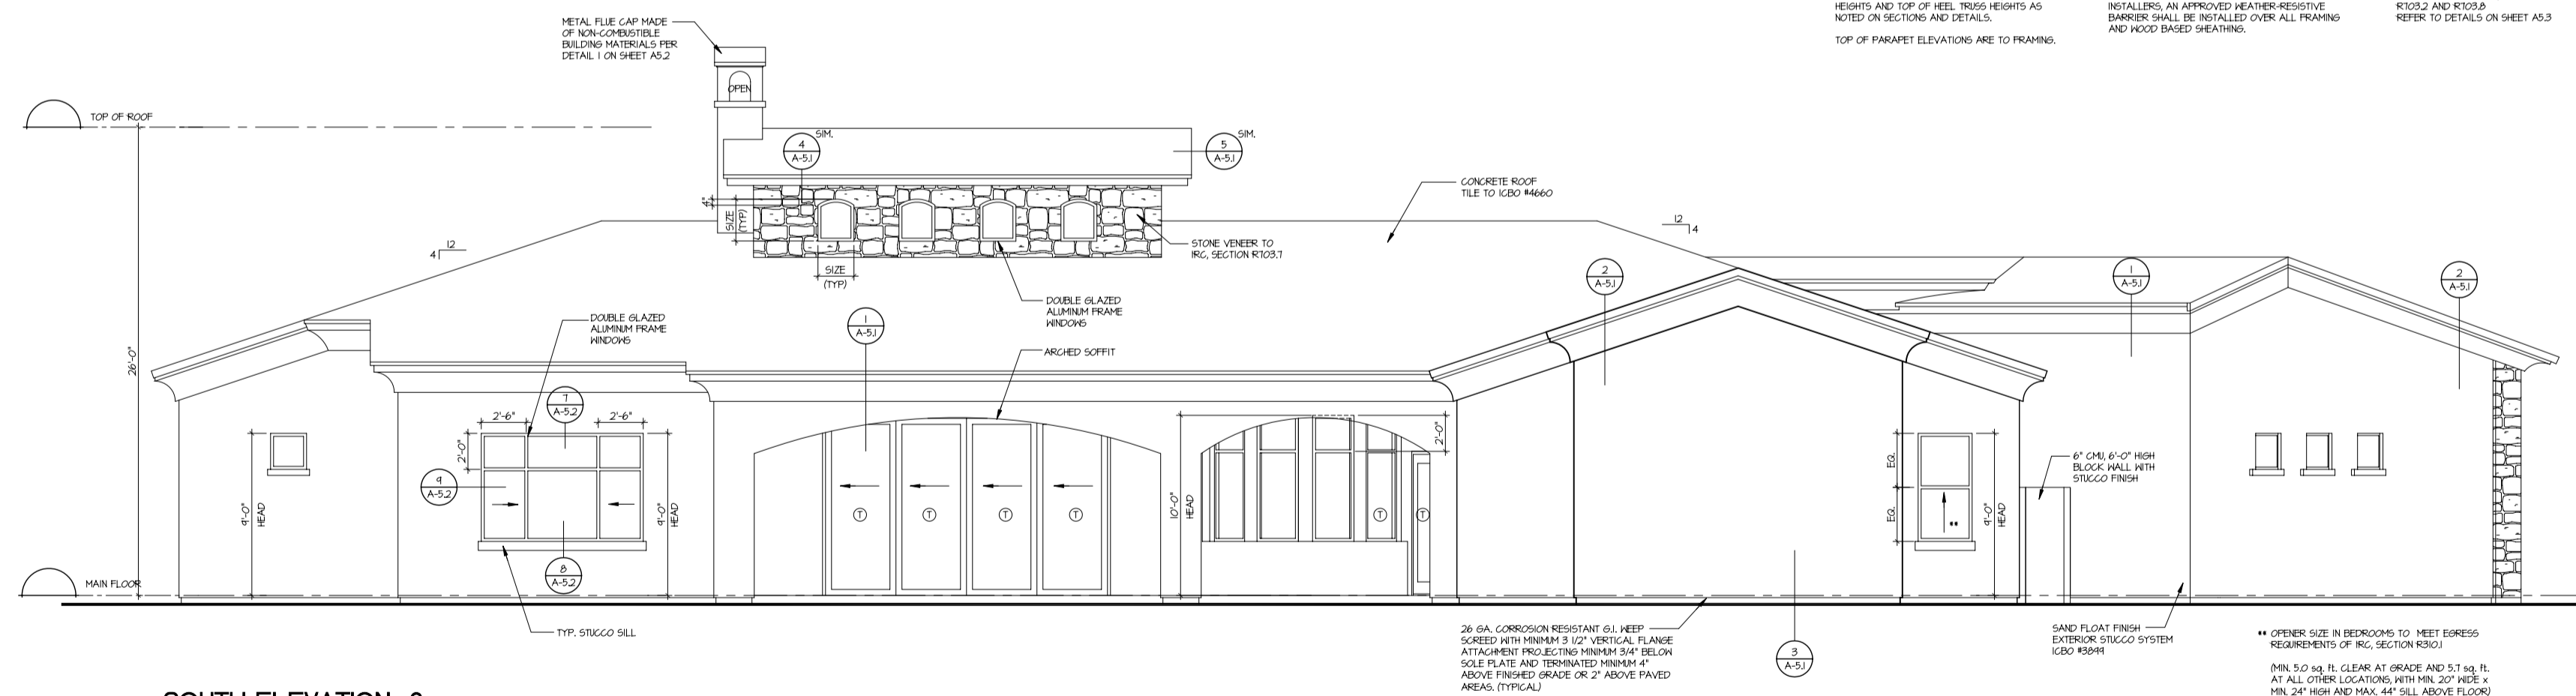 HEIGHTS AND TOP OF HEEL TRUSS HEIGHTS AS
NOTED ON SECTIONS AND DETAILS.
TOP OF PARAPET ELEVATIONS ARE TO FRAMING.
INSTALLERS, AN APPROVED WEATHER-RESISTIVE
BARRIER SHALL BE INSTALLED OVER ALL FRAMING
AND WOOD BASED SHEATHING.
R703.2 AND R703.8
REFER TO DETAILS ON SHEET A5.3
METAL FLUE CAP MADE
OF NON-COMBUSTIBLE
BUILDING MATERIALS PER
DETAIL 1 ON SHEET A5.2
OPEN
TOP OF ROOF
SIM.
4
A-5.1
SIM.
5
A-5.1
CONCRETE ROOF
TILE TO ICBO #4660
4"
SIZE
(TYP)
SIZE
(TYP)
STONE VENEER TO
IRC, SECTION R703.7
12
4
12
4
2
A-5.1
1
A-5.1
2
A-5.1
DOUBLE GLAZED
ALUMINUM FRAME
WINDOWS
DOUBLE GLAZED
ALUMINUM FRAME
WINDOWS
1
A-5.1
ARCHED SOFFIT
26'-0"
7
A-5.2
2'-6"
2'-6"
2'-0"
9
A-5.2
9'-0"
HEAD
9'-0"
HEAD
8
A-5.2
T
T
T
T
10'-0"
HEAD
2'-0"
T
T
EQ.
EQ.
**
9'-0"
HEAD
6" CMU, 6'-0" HIGH
BLOCK WALL WITH
STUCCO FINISH
MAIN FLOOR
TYP. STUCCO SILL
26 GA. CORROSION RESISTANT G.I. WEEP
SCREED WITH MINIMUM 3 1/2" VERTICAL FLANGE
ATTACHMENT PROJECTING MINIMUM 3/4" BELOW
SOLE PLATE AND TERMINATED MINIMUM 4"
ABOVE FINISHED GRADE OR 2" ABOVE PAVED
AREAS. (TYPICAL)
3
A-5.1
SAND FLOAT FINISH
EXTERIOR STUCCO SYSTEM
ICBO #3899
** OPENER SIZE IN BEDROOMS TO MEET EGRESS
REQUIREMENTS OF IRC, SECTION R310.1
(MIN. 5.0 sq. ft. CLEAR AT GRADE AND 5.7 sq. ft.
AT ALL OTHER LOCATIONS, WITH MIN. 20" WIDE x
MIN. 24" HIGH AND MAX. 44" SILL ABOVE FLOOR)